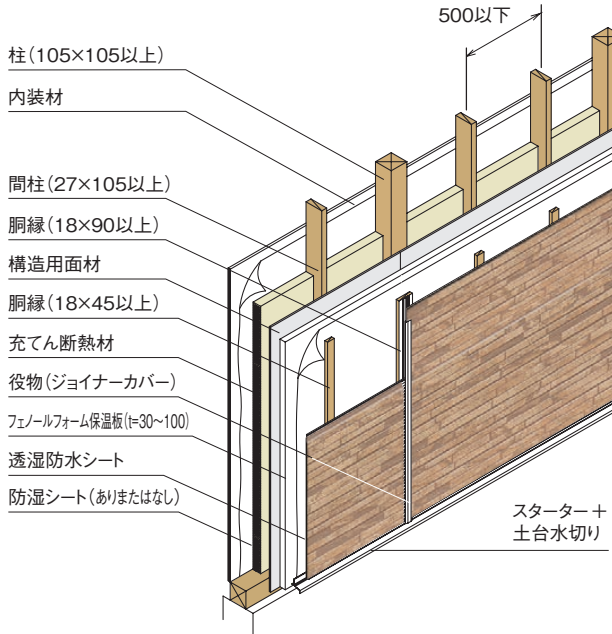 500以下
柱(105×105以上)
内装材
間柱(27×105以上)
胴縁(18×90以上)
構造用面材
胴縁(18×45以上)
充てん断熱材
役物(ジョイナーカバー)
フェノールフォーム保温板(t=30~100)
透湿防水シート
防湿シート(ありまたはなし)
スターター+
土台水切り